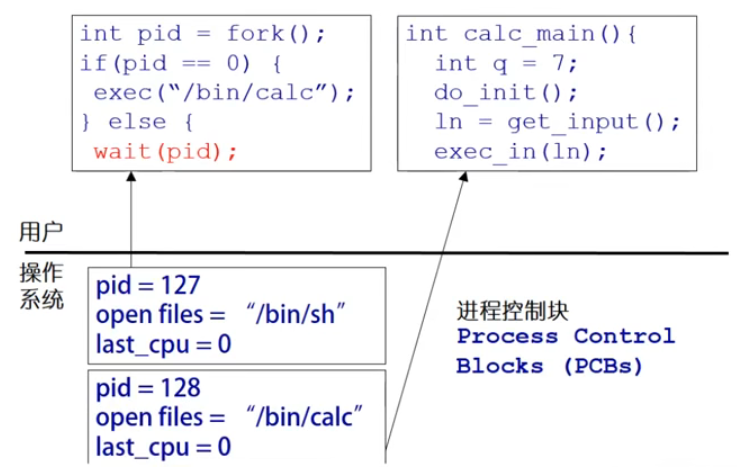 int pid = fork();
if(pid == 0) {
exec(“/bin/calc”);
} else {
wait(pid);
int calc_main(){
int q = 7;
do_init();
ln = get_input();
exec_in(ln);
用户
操作
系统
pid = 127
open files = “/bin/sh”
last_cpu = 0
pid = 128
open files = “/bin/calc”
last_cpu = 0
进程控制块
Process Control
Blocks (PCBs)